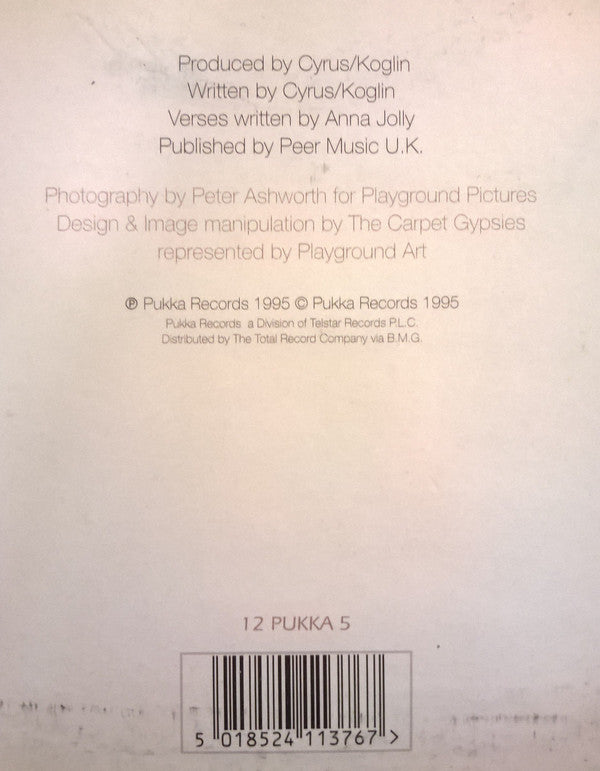 Produced by Cyrus/Koglin
Written by Cyrus/Koglin
Verses written by Anna Jolly
Published by Peer Music U.K.
Photography by Peter Ashworth for Playground Pictures
Design & Image manipulation by The Carpet Gypsies
represented by Playground Art
℗ Pukka Records 1995 © Pukka Records 1995
Pukka Records a Division of Telstar Records P.L.C.
Distributed by The Total Record Company via B.M.G.
12 PUKKA 5
5 018524 113767 >